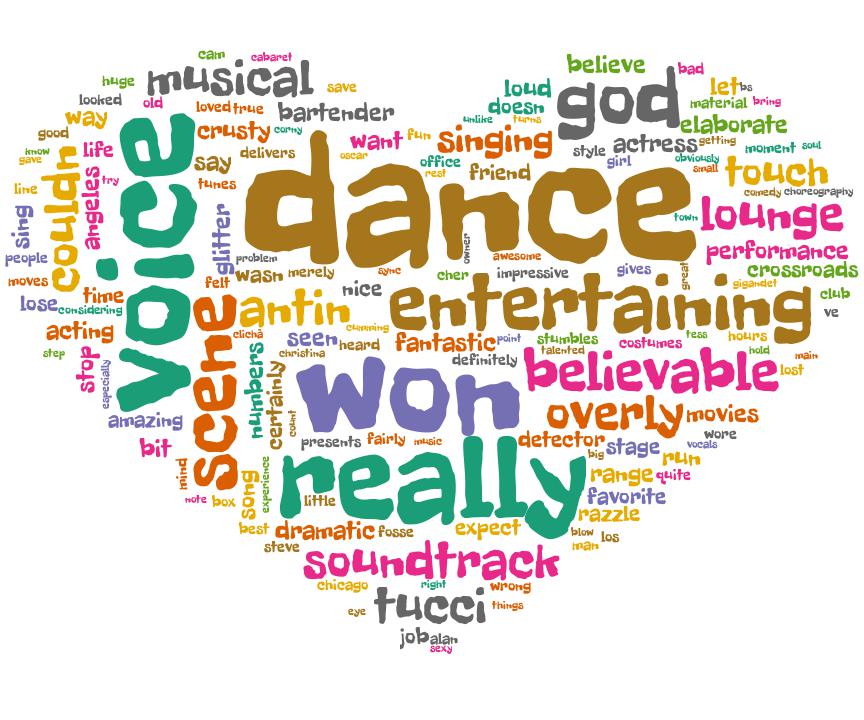 cam
cabaret
musical
huge
looked
old
save
loved
true
bartender
way
good
crusty
corny
say
delivers
want
fun
oscar
know
gave
life
try
line
angeles
couldn
voice
tunes
sing
people
moves
glitter
problem
believe
bad
loud
doesn
unlike
turns
god
let
bs
material
bring
elaborate
singing
style
actress
getting
moment
soul
office
rest
friend
girl
obviously
small
touch
comedy
choreography
dance
town
lounge
owner
awesome
performance
great
crossroads
wasn
merely
sync
cher
impressive
gives
gigandet
felt
nice
entertaining
club
ve
lose
time
considering
antin
scene
clichà
cumming
acting
step
stop
especially
seen
heard
fantastic
point
stumbles
talented
costumes
tess
hours
hold
main
lost
christina
numbers
certainly
count
definitely
won
believable
amazing
bit
overly
movies
wore
presents
fairly
music
detector
big
stage
vocals
run
really
range
quite
mind
note
box
song
experience
little
favorite
razzle
best
dramatic
fosse
expect
blow
los
man
steve
soundtrack
chicago
right
wrong
eye
tucci
things
job
alan
sexy